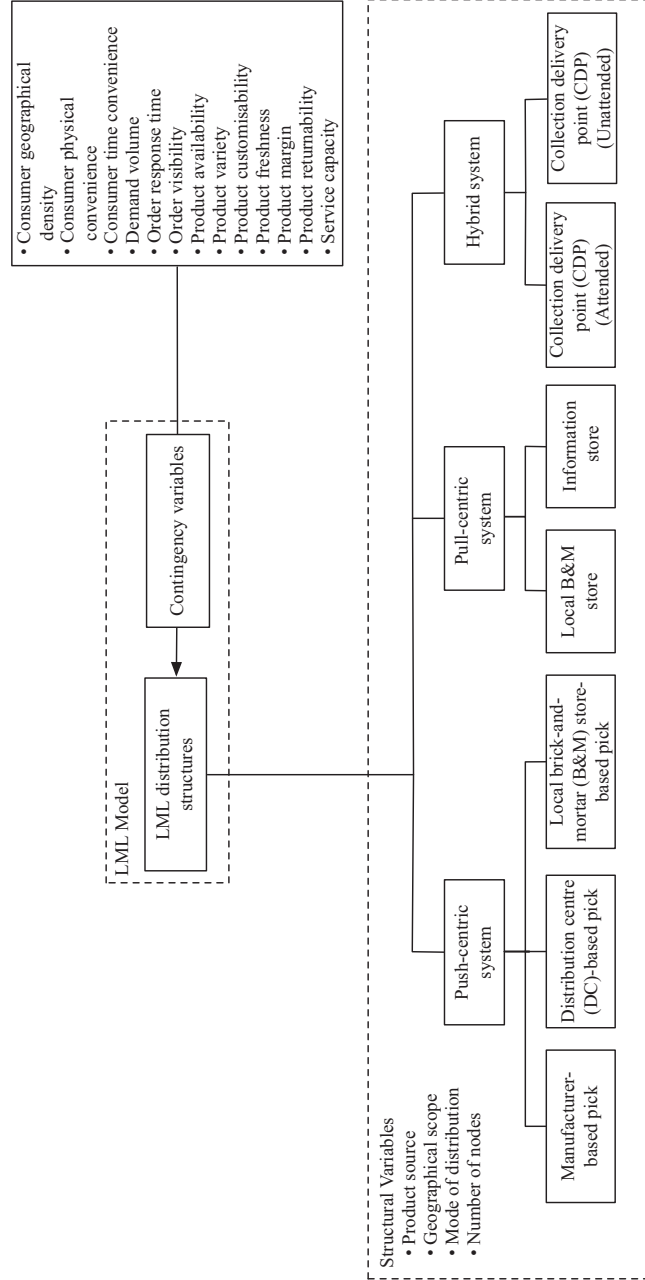 LML Model
LML distribution
structures
Contingency variables
• Consumer geographical
density
• Consumer physical
convenience
• Consumer time convenience
• Demand volume
• Order response time
• Order visibility
• Product availability
• Product variety
• Product customisability
• Product freshness
• Product margin
• Product returnability
• Service capacity
Structural Variables
• Product source
• Geographical scope
• Mode of distribution
• Number of nodes
Push-centric
system
Pull-centric
system
Hybrid system
Manufacturer-
based pick
Distribution centre
(DC)-based pick
Local brick-and-
mortar (B&M) store-
based pick
Local B&M
store
Information
store
Collection delivery
point (CDP)
(Attended)
Collection delivery
point (CDP)
(Unattended)